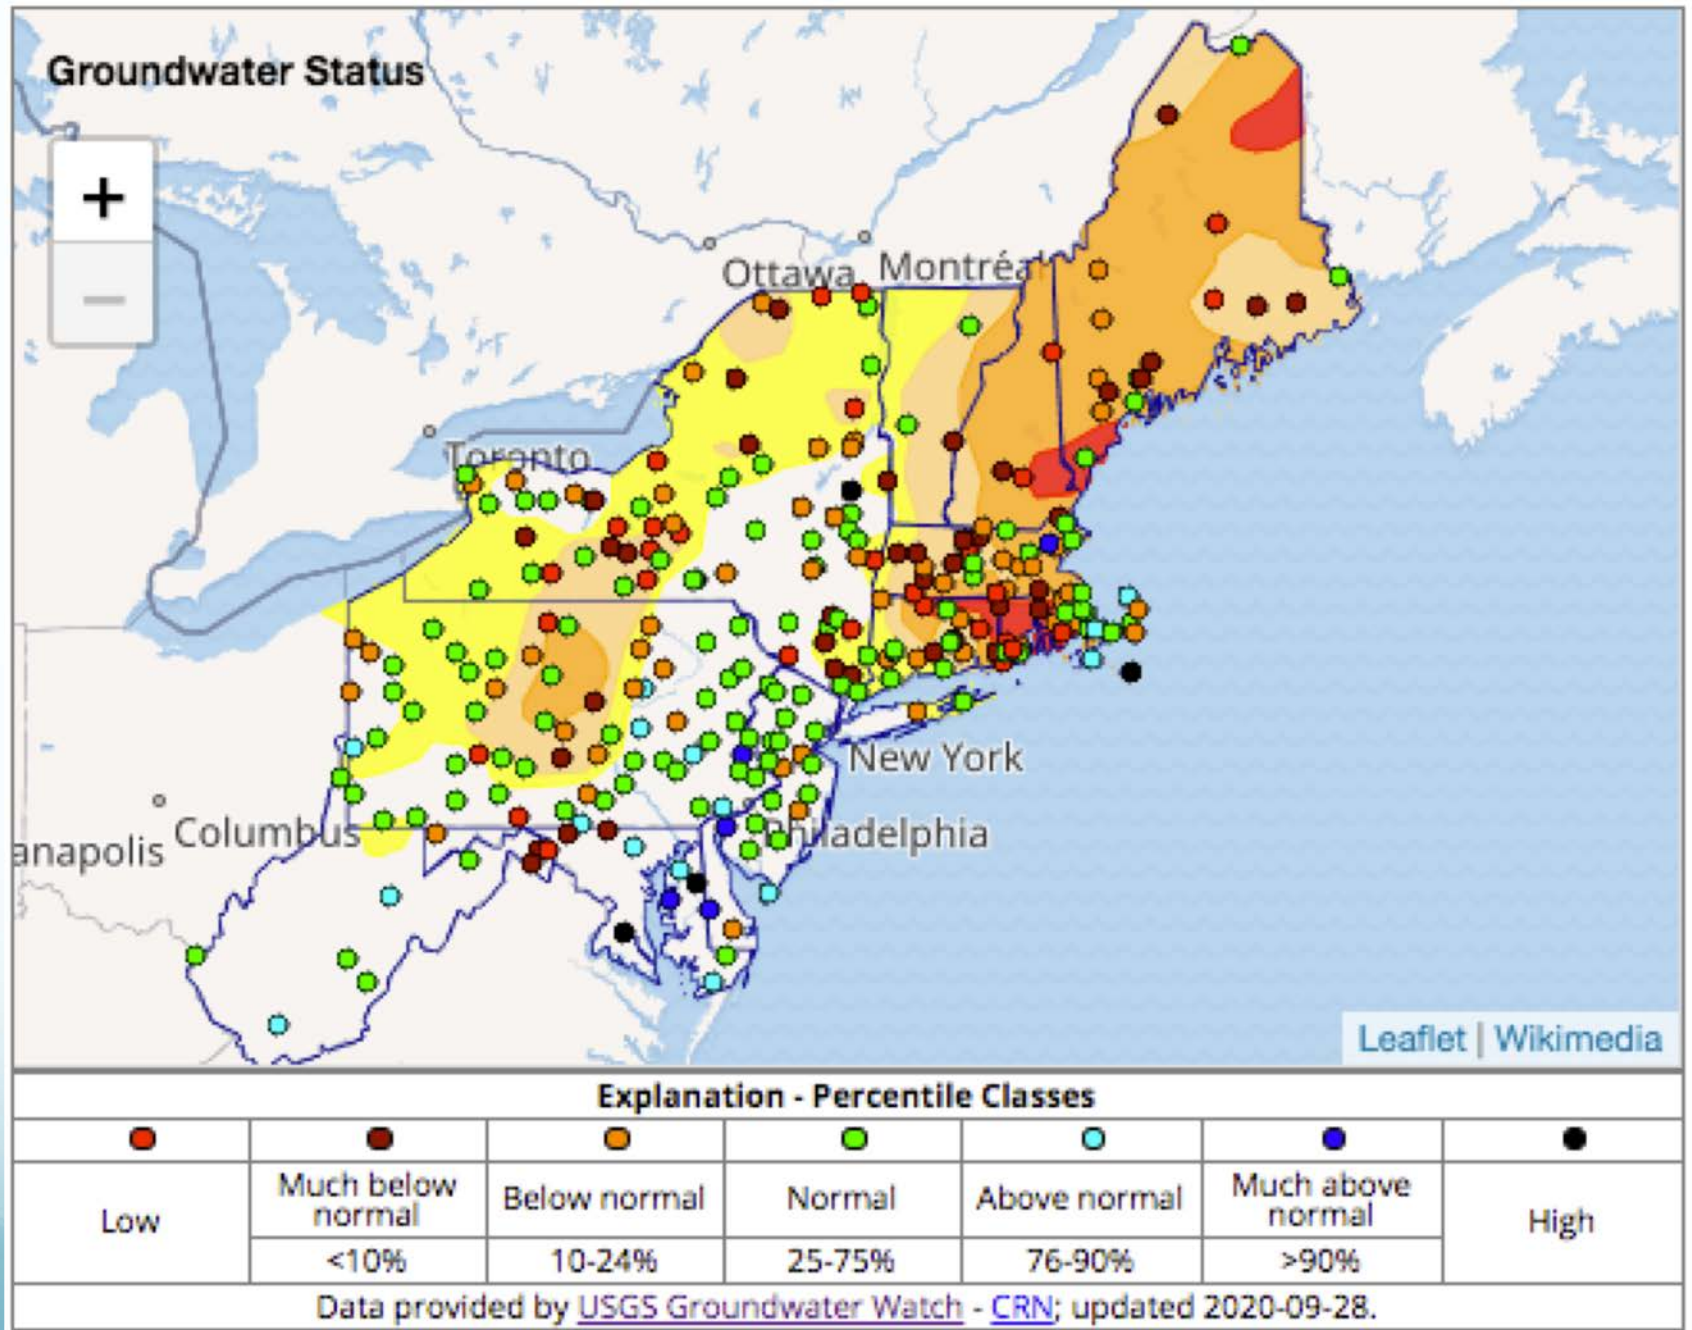 Groundwater Status
+
−
Ottawa
Montréal
Toronto
New York
Columbus
anapolis
Philadelphia
Leaflet | Wikimedia
Explanation - Percentile Classes
Low
Much below normal
Below normal
Normal
Above normal
Much above normal
High
<10%
10-24%
25-75%
76-90%
>90%
Data provided by USGS Groundwater Watch - CRN; updated 2020-09-28.